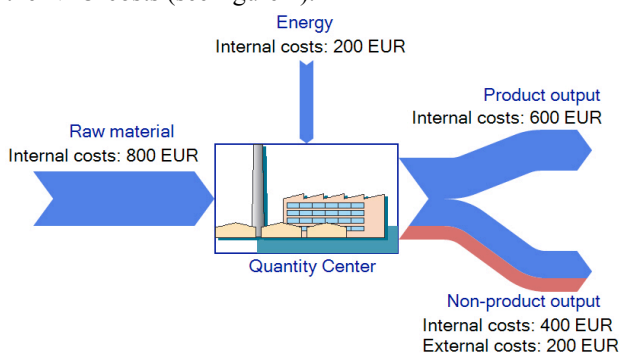 Energy
Internal costs: 200 EUR
Product output
Internal costs: 600 EUR
Raw material
Internal costs: 800 EUR
Quantity Center
Non-product output
Internal costs: 400 EUR
External costs: 200 EUR